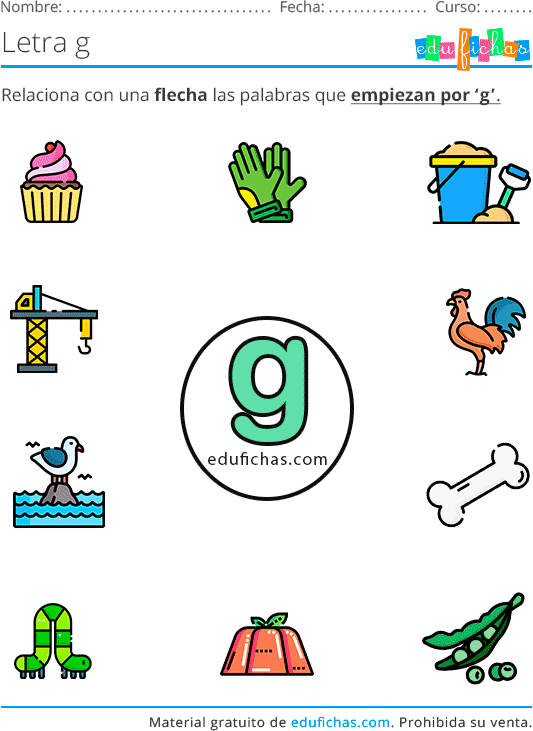 Nombre: ................................ Fecha: ............... Curso: ........
Letra g
edufichas
Relaciona con una flecha las palabras que empiezan por ‘g’.
g
edufichas.com
Material gratuito de edufichas.com. Prohibida su venta.